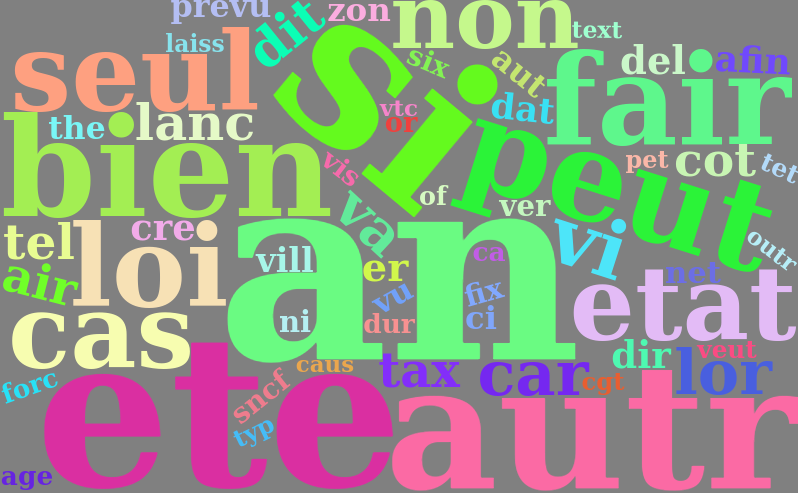 prevu
zon
non
text
dit
laiss
six
aut
del
afin
seul
Si
fair
the
lanc
vtc
or
dat
bien
peut
pet
cot
tet
vis
of
ver
va
vi
outr
tel
cre
loi
air
vill
er
ca
net
an
vu
fix
ni
dur
ci
etat
cas
caus
tax
car
dir
veut
lor
forc
ete
sncf
cgt
autr
typ
age